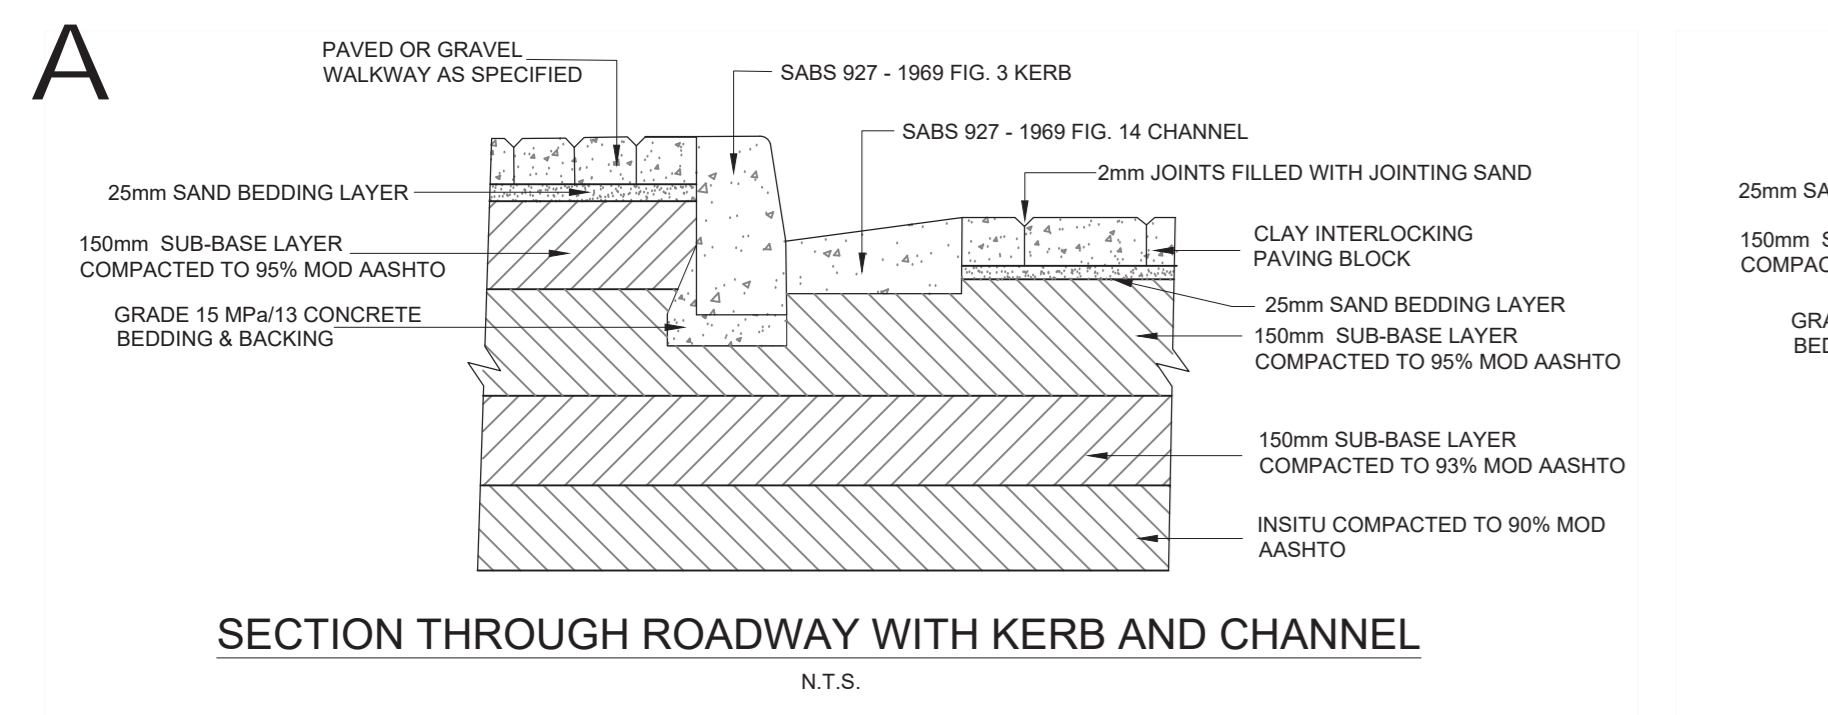 A
PAVED OR GRAVEL
WALKWAY AS SPECIFIED
SABS 927 - 1969 FIG. 3 KERB
SABS 927 - 1969 FIG. 14 CHANNEL
2mm JOINTS FILLED WITH JOINTING SAND
25mm SAND BEDDING LAYER
150mm SUB-BASE LAYER
COMPACTED TO 95% MOD AASHTO
GRADE 15 MPa/13 CONCRETE
BEDDING & BACKING
CLAY INTERLOCKING
PAVING BLOCK
25mm SAND BEDDING LAYER
150mm SUB-BASE LAYER
COMPACTED TO 95% MOD AASHTO
150mm SUB-BASE LAYER
COMPACTED TO 93% MOD AASHTO
INSITU COMPACTED TO 90% MOD
AASHTO
SECTION THROUGH ROADWAY WITH KERB AND CHANNEL
N.T.S.
25mm
150mm